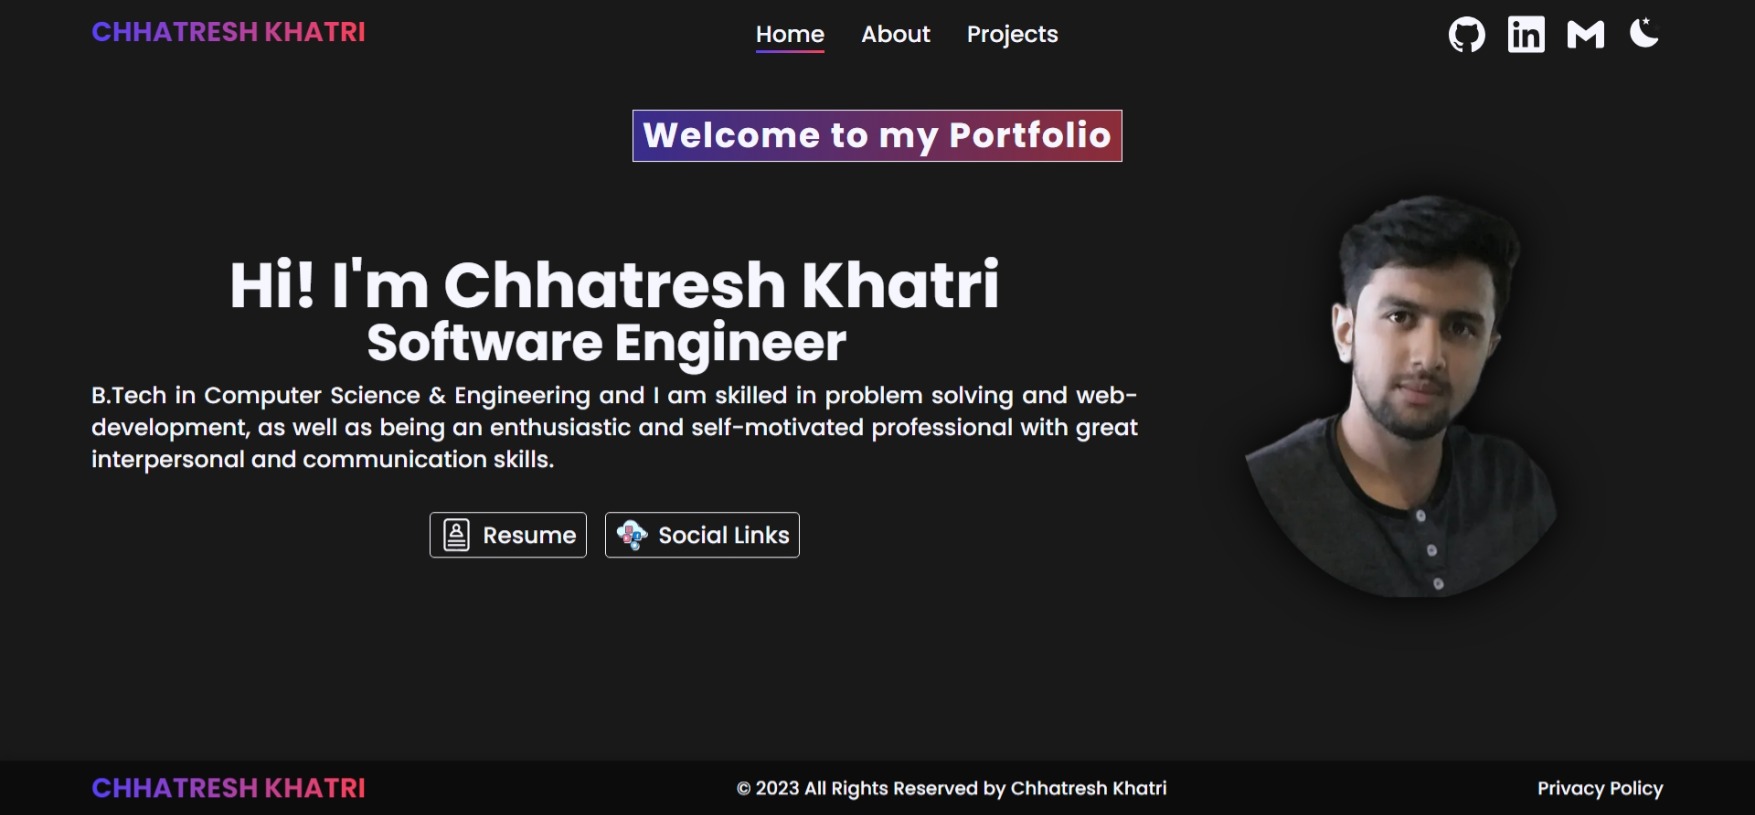 CHHATRESH KHATRI
Home About Projects
Welcome to my Portfolio
Hi! I'm Chhatresh Khatri
Software Engineer
B.Tech in Computer Science & Engineering and I am skilled in problem solving and web-
development, as well as being an enthusiastic and self-motivated professional with great
interpersonal and communication skills.
Resume Social Links
CHHATRESH KHATRI
© 2023 All Rights Reserved by Chhatresh Khatri
Privacy Policy